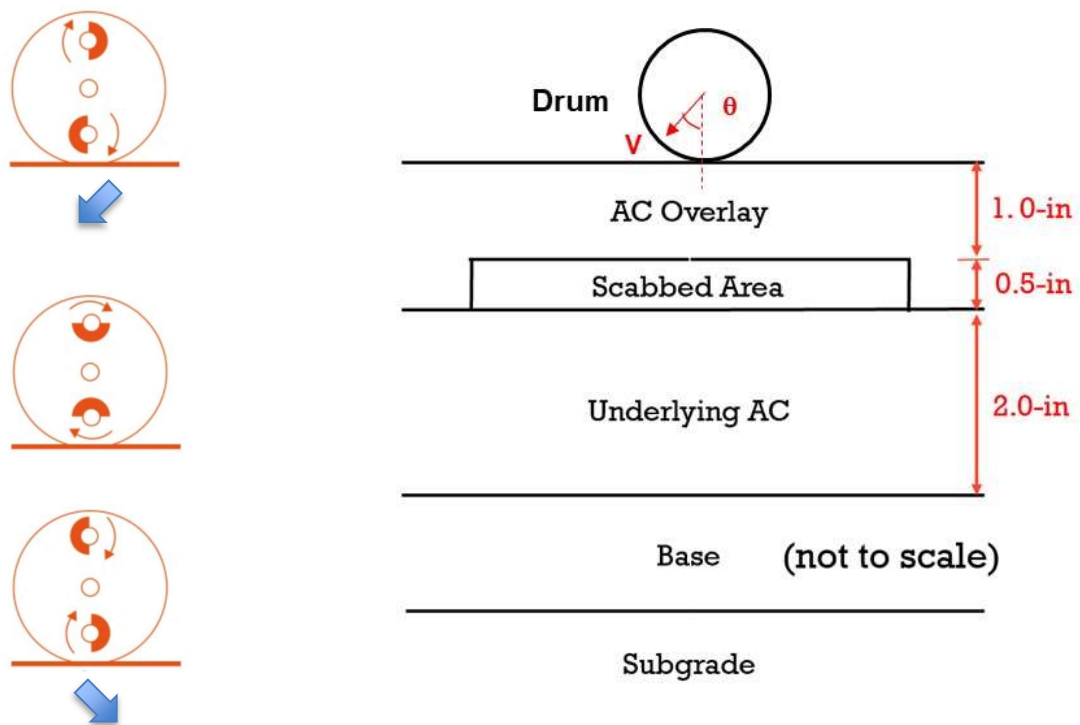 Drum
θ
V
AC Overlay
1.0-in
Scabbed Area
0.5-in
Underlying AC
2.0-in
Base
(not to scale)
Subgrade